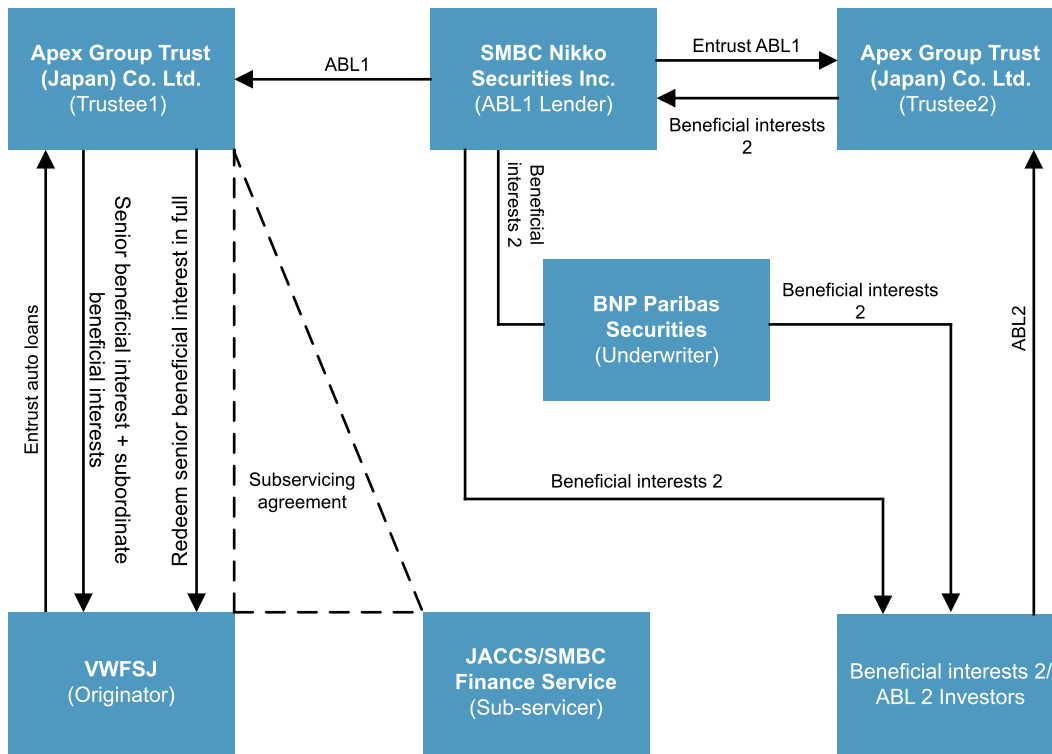 Apex Group Trust
(Japan) Co. Ltd.
(Trustee1)
ABL1
SMBC Nikko
Securities Inc.
(ABL1 Lender)
Entrust ABL1
Beneficial interests
2
Apex Group Trust
(Japan) Co. Ltd.
(Trustee2)
Entrust auto loans
Senior beneficial interest + subordinate
beneficial interests
Redeem senior beneficial interest in full
Beneficial
interests 2
BNP Paribas
Securities
(Underwriter)
Beneficial interests
2
ABL2
Subservicing
agreement
Beneficial interests 2
VWFSJ
(Originator)
JACCS/SMBC
Finance Service
(Sub-servicer)
Beneficial interests 2/
ABL 2 Investors